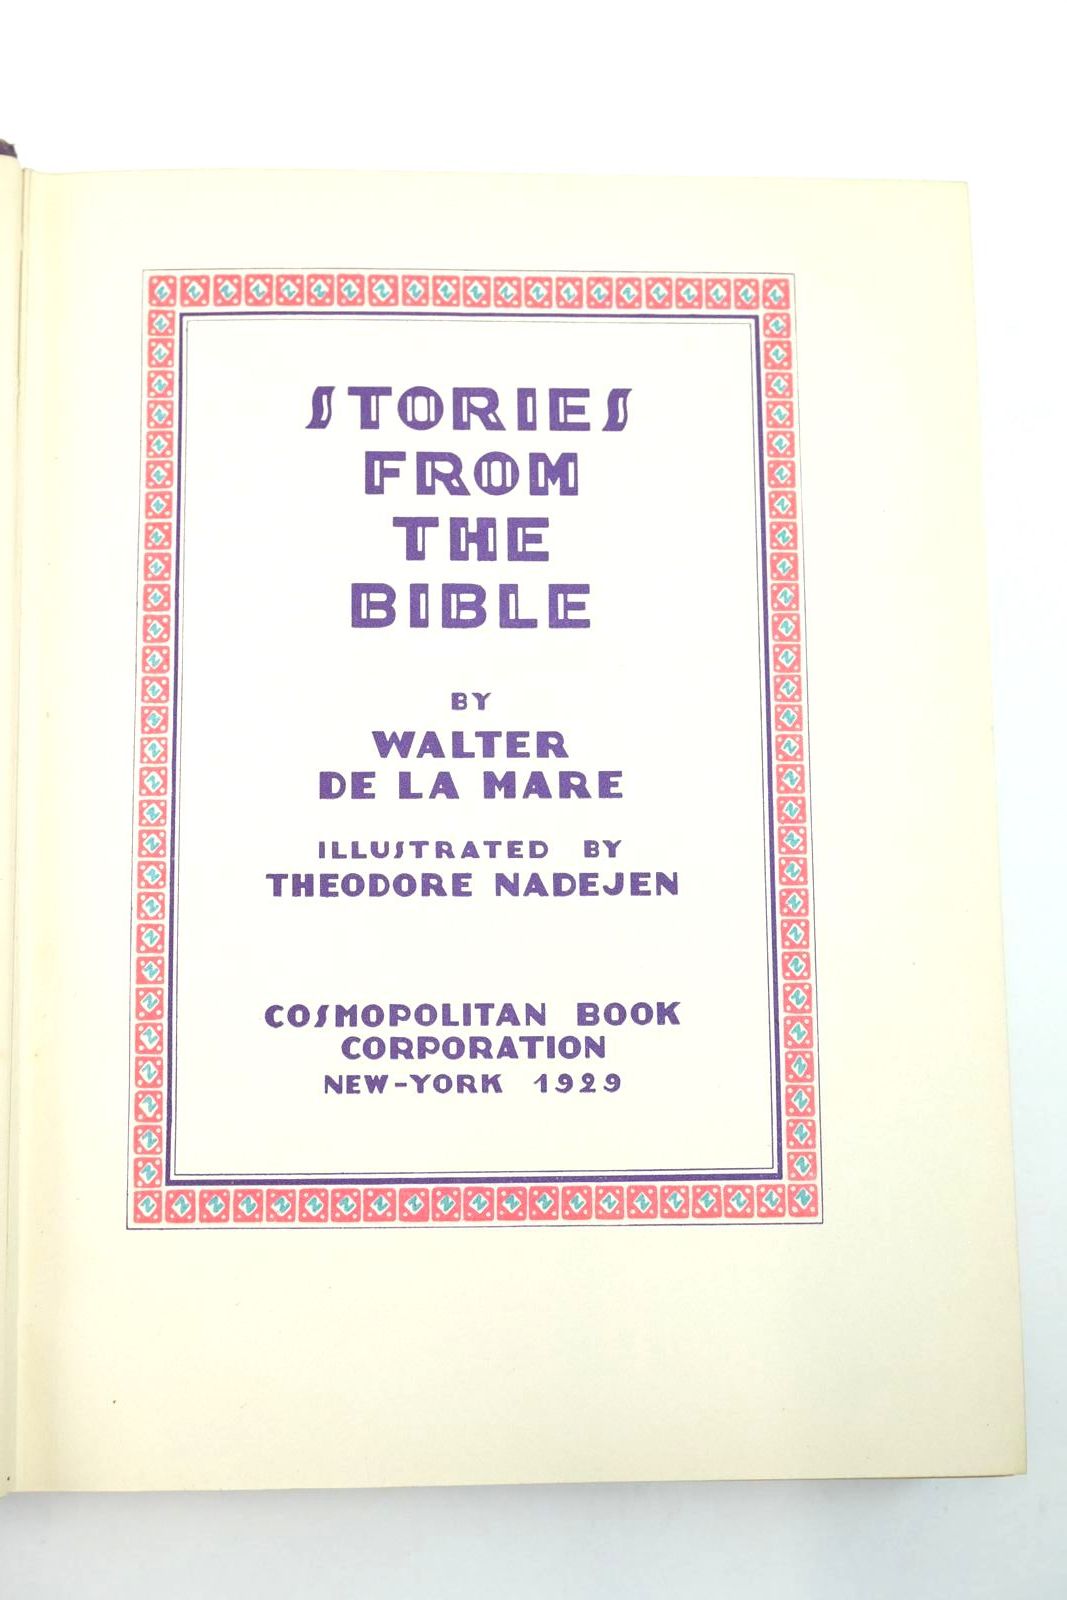 STORIES
FROM
THE
BIBLE
BY
WALTER
DE LA MARE
ILLUSTRATED BY
THEODORE NADEJEN
COSMOPOLITAN BOOK
CORPORATION
NEW-YORK 1929